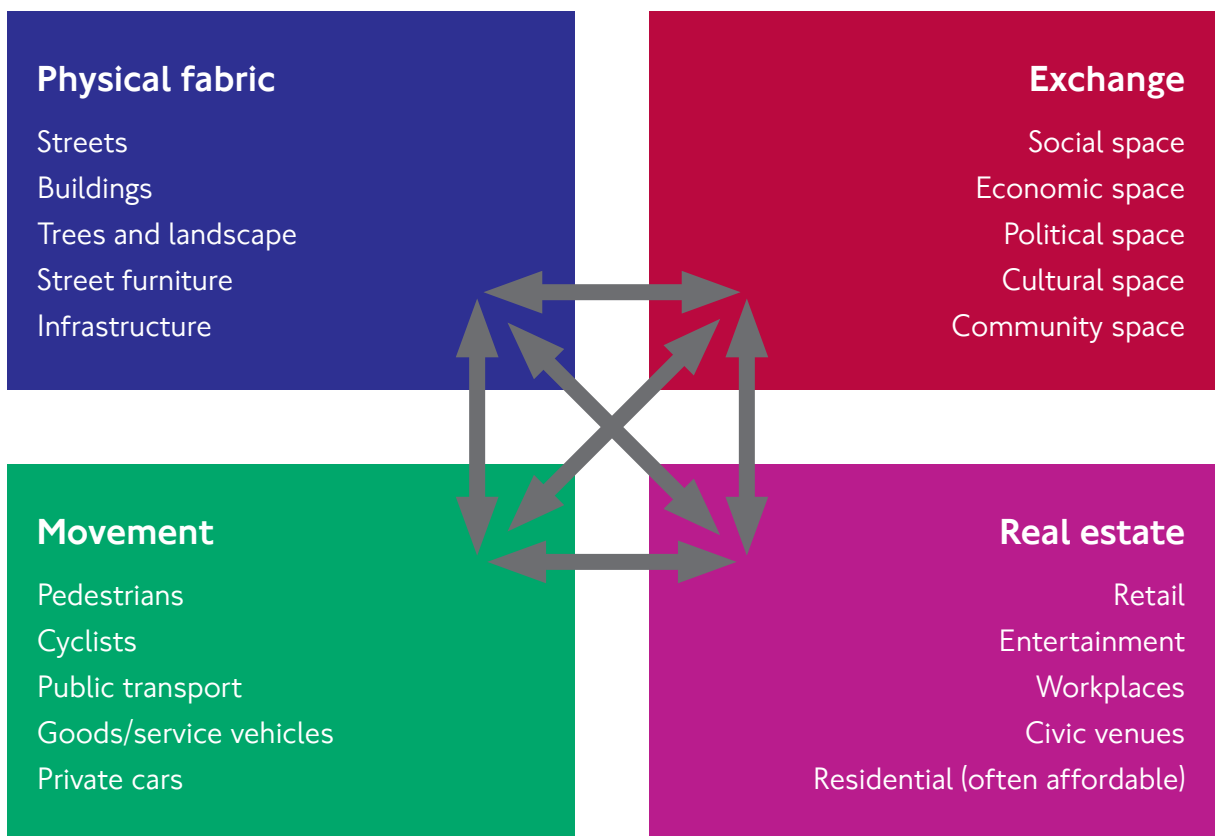 Physical fabric
Streets
Buildings
Trees and landscape
Street furniture
Infrastructure
Exchange
Social space
Economic space
Political space
Cultural space
Community space
Movement
Pedestrians
Cyclists
Public transport
Goods/service vehicles
Private cars
Real estate
Retail
Entertainment
Workplaces
Civic venues
Residential (often affordable)